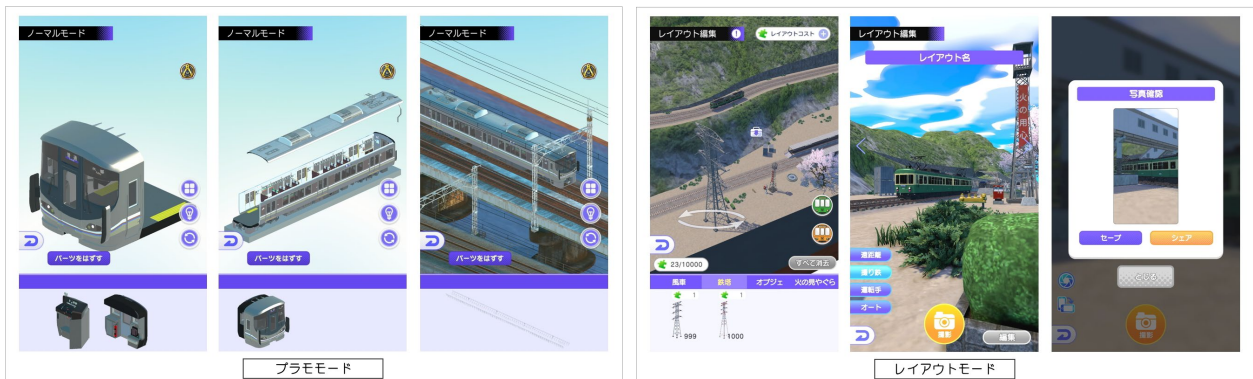 ノーマルモード
パーツをはずす
ノーマルモード
パーツをはずす
ノーマルモード
パーツをはずす
プラモモード
レイアウト編集
レイアウトコスト
23/10000
すべて消去
風車
鉄塔
オブジェ
火の見やぐら
1
1
999
1000
レイアウト編集
レイアウト名
火の用心
遠距離
撮り鉄
運転手
オート
撮影
編集
写真確認
セーブ
シェア
とじる
撮影
レイアウトモード